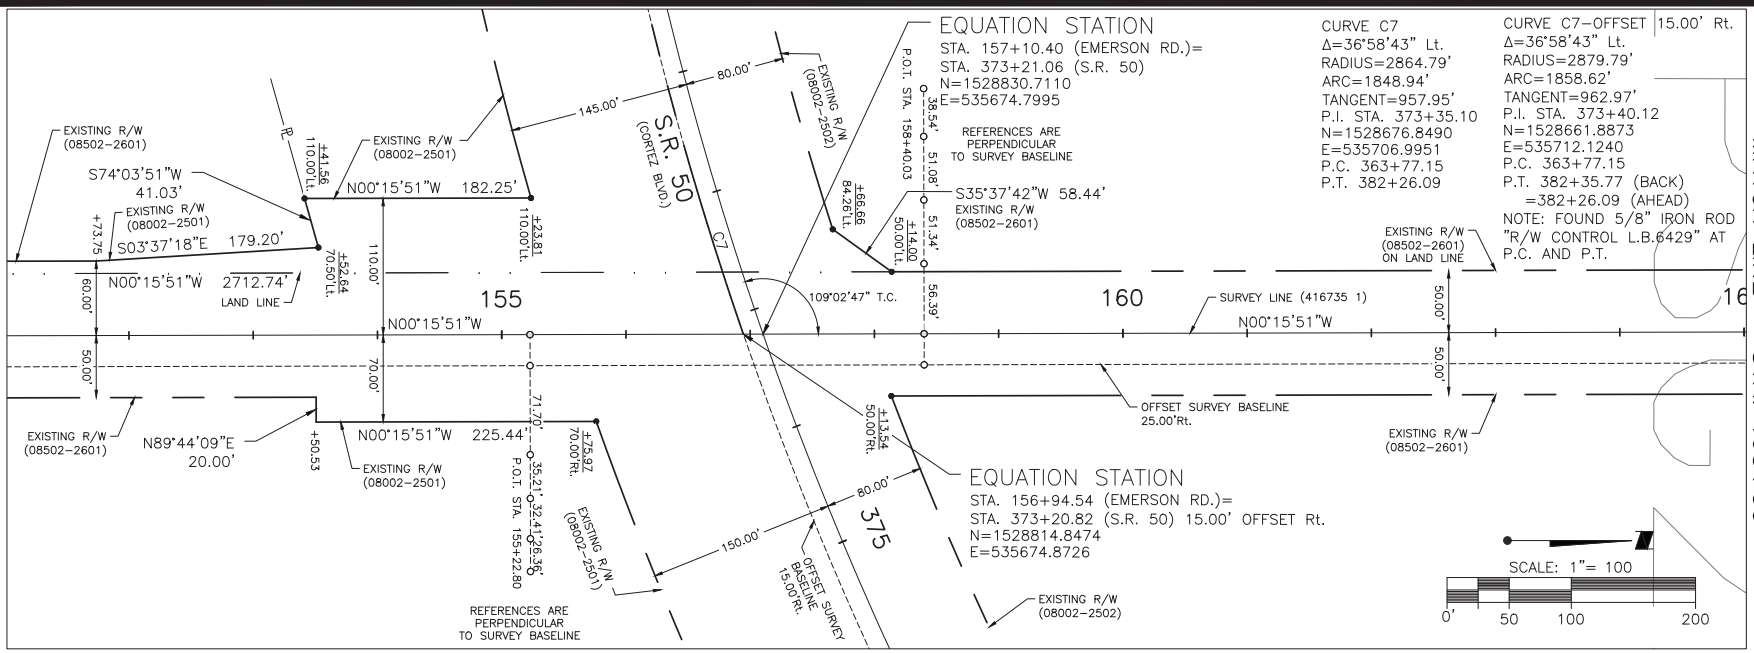 EQUATION STATION
STA. 157+10.40 (EMERSON RD.)=
STA. 373+21.06 (S.R. 50)
N=1528830.7110
E=535674.7995
CURVE C7
Δ=36°58'43" Lt.
RADIUS=2864.79'
ARC=1848.94'
TANGENT=957.95'
P.I. STA. 373+35.10
N=1528676.8490
E=535706.9951
P.C. 363+77.15
P.T. 382+26.09
CURVE C7-OFFSET 15.00' Rt.
Δ=36°58'43" Lt.
RADIUS=2879.79'
ARC=1858.62'
TANGENT=962.97'
P.I. STA. 373+40.12
N=1528661.8873
E=535712.1240
P.C. 363+77.15
P.T. 382+35.77 (BACK)
=382+26.09 (AHEAD)
NOTE: FOUND 5/8" IRON ROD
"R/W CONTROL L.B.6429" AT
P.C. AND P.T.
EXISTING R/W
(08502-2601)
S74°03'51"W
41.03'
EXISTING R/W
(08002-2501)
+73.75
S03°37'18"E 179.20'
N00°15'51"W 2712.74'
LAND LINE
60.00'
50.00'
PL
+41.56
110.00'Lt.
EXISTING R/W
(08002-2501)
N00°15'51"W 182.25'
+52.64
70.50'Lt.
110.00'
N00°15'51"W
70.00'
+23.81
110.00'Lt.
155
145.00'
80.00'
S.R. 50
(CORTEZ BLVD.)
C7
EXISTING R/W
(08002-2502)
+66.66
84.26'Lt.
P.O.T. STA. 158+40.03
38.54'
51.08'
51.34'
56.39'
REFERENCES ARE
PERPENDICULAR
TO SURVEY BASELINE
S35°37'42"W 58.44'
EXISTING R/W
(08502-2601)
+14.00
50.00'Lt.
109°02'47" T.C.
160
SURVEY LINE (416735 1)
N00°15'51"W
EXISTING R/W
(08502-2601)
ON LAND LINE
50.00'
50.00'
16
EXISTING R/W
(08502-2601)
N89°44'09"E
20.00'
+50.53
N00°15'51"W 225.44'
EXISTING R/W
(08002-2501)
71.70'
35.21'
32.41'
26.36'
P.O.T. STA. 155+22.80
REFERENCES ARE
PERPENDICULAR
TO SURVEY BASELINE
+75.97
70.00'Rt.
EXISTING R/W
(08002-2501)
150.00'
80.00'
375
OFFSET SURVEY
BASELINE
15.00'Rt.
+13.54
50.00'Rt.
OFFSET SURVEY BASELINE
25.00'Rt.
EXISTING R/W
(08502-2601)
EQUATION STATION
STA. 156+94.54 (EMERSON RD.)=
STA. 373+20.82 (S.R. 50) 15.00' OFFSET Rt.
N=1528814.8474
E=535674.8726
EXISTING R/W
(08002-2502)
N
SCALE: 1"= 100
0' 50 100 200